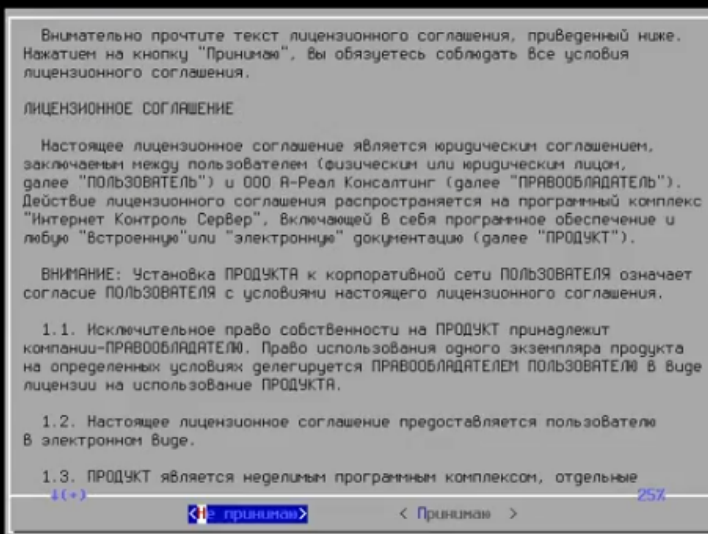 Внимательно прочтите текст лицензионного соглашения, приведенный ниже.
Нажатием на кнопку "Принимаю", Вы обязуетесь соблюдать все условия
лицензионного соглашения.
ЛИЦЕНЗИОННОЕ СОГЛАШЕНИЕ
Настоящее лицензионное соглашение является юридическим соглашением,
заключаемым между пользователем (физическим или юридическим лицом,
далее "ПОЛЬЗОВАТЕЛЬ") и ООО А-Реал Консалтинг (далее "ПРАВООБЛАДАТЕЛЬ").
Действие лицензионного соглашения распространяется на программный комплекс
"Интернет Контроль Сервер", включающей в себя программное обеспечение и
любую "встроенную"или "электронную" документацию (далее "ПРОДУКТ").
ВНИМАНИЕ: Установка ПРОДУКТА к корпоративной сети ПОЛЬЗОВАТЕЛЯ означает
согласие ПОЛЬЗОВАТЕЛЯ с условиями настоящего лицензионного соглашения.
1.1. Исключительное право собственности на ПРОДУКТ принадлежит
компании-ПРАВООБЛАДАТЕЛЮ. Право использования одного экземпляра продукта
на определенных условиях делегируется ПРАВООБЛАДАТЕЛЕМ ПОЛЬЗОВАТЕЛЮ в виде
лицензии на использование ПРОДУКТА.
1.2. Настоящее лицензионное соглашение предоставляется пользователю
в электронном виде.
1.3. ПРОДУКТ является неделимым программным комплексом, отдельные
↓(+) 25%
<Не принимаю> < Принимаю >